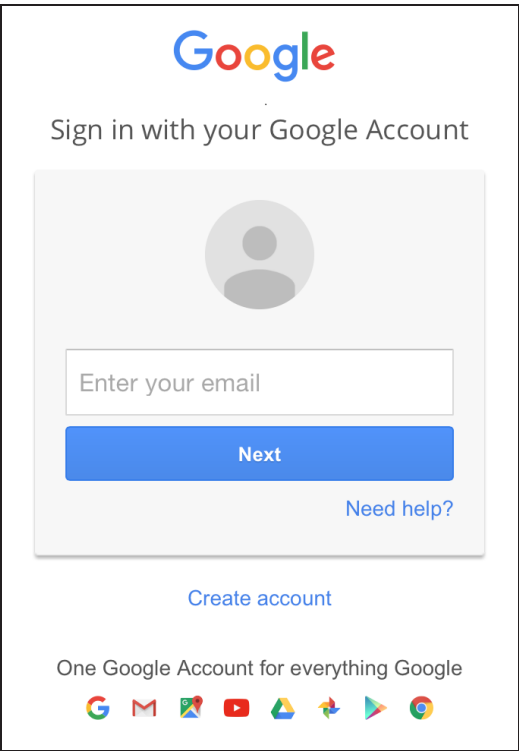 Google
Sign in with your Google Account
Enter your email
Next
Need help?
Create account
One Google Account for everything Google